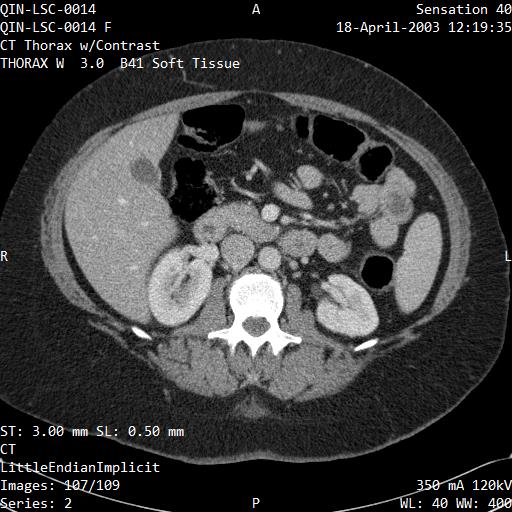 QIN-LSC-0014 A Sensation 40
QIN-LSC-0014 F 18-April-2003 12:19:35
CT Thorax w/Contrast
THORAX W 3.0 B41 Soft Tissue
R L
ST: 3.00 mm SL: 0.50 mm
CT
LittleEndianImplicit
Images: 107/109 350 mA 120kV
Series: 2 P WL: 40 WW: 400